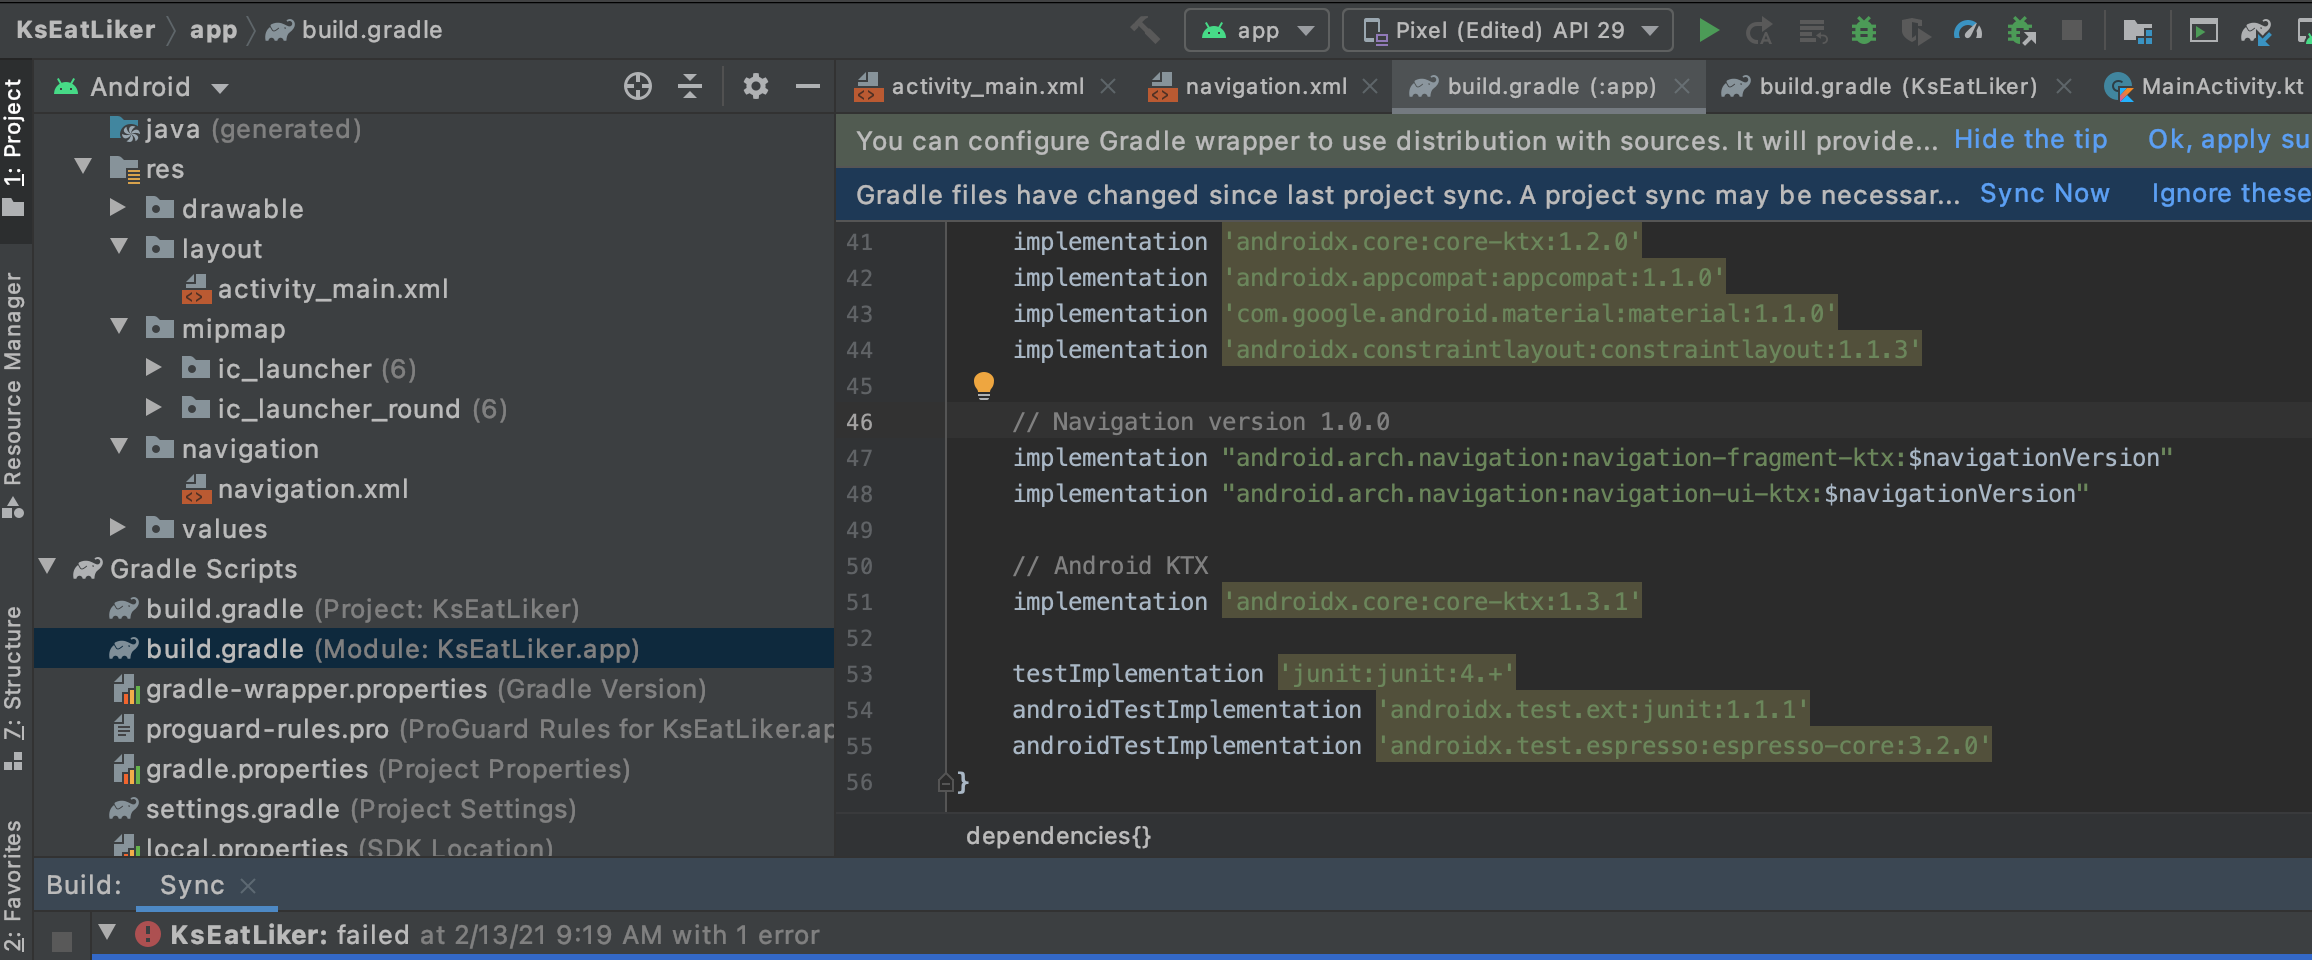 KsEatLiker app build.gradle
app Pixel (Edited) API 29
1: Project
Resource Manager
7: Structure
2: Favorites
Android
java (generated)
res
drawable
layout
activity_main.xml
mipmap
ic_launcher (6)
ic_launcher_round (6)
navigation
navigation.xml
values
Gradle Scripts
build.gradle (Project: KsEatLiker)
build.gradle (Module: KsEatLiker.app)
gradle-wrapper.properties (Gradle Version)
proguard-rules.pro (ProGuard Rules for KsEatLiker.ap
gradle.properties (Project Properties)
settings.gradle (Project Settings)
local.properties (SDK Location)
activity_main.xml navigation.xml build.gradle (:app) build.gradle (KsEatLiker) MainActivity.kt
You can configure Gradle wrapper to use distribution with sources. It will provide... Hide the tip Ok, apply su
Gradle files have changed since last project sync. A project sync may be necessar... Sync Now Ignore these
41 implementation 'androidx.core:core-ktx:1.2.0'
42 implementation 'androidx.appcompat:appcompat:1.1.0'
43 implementation 'com.google.android.material:material:1.1.0'
44 implementation 'androidx.constraintlayout:constraintlayout:1.1.3'
45
46 // Navigation version 1.0.0
47 implementation "android.arch.navigation:navigation-fragment-ktx:$navigationVersion"
48 implementation "android.arch.navigation:navigation-ui-ktx:$navigationVersion"
49
50 // Android KTX
51 implementation 'androidx.core:core-ktx:1.3.1'
52
53 testImplementation 'junit:junit:4.+'
54 androidTestImplementation 'androidx.test.ext:junit:1.1.1'
55 androidTestImplementation 'androidx.test.espresso:espresso-core:3.2.0'
56 }
dependencies{}
Build: Sync
KsEatLiker: failed at 2/13/21 9:19 AM with 1 error